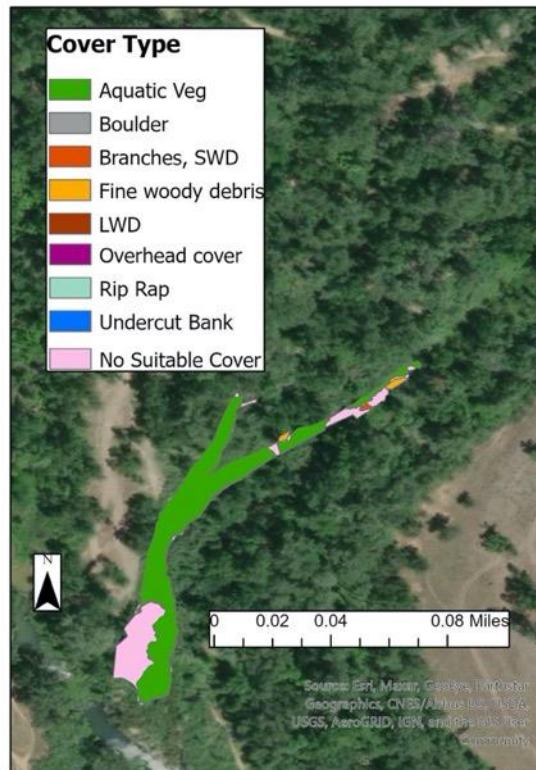 Cover Type
Aquatic Veg
Boulder
Branches, SWD
Fine woody debris
LWD
Overhead cover
Rip Rap
Undercut Bank
No Suitable Cover
N
0 0.02 0.04 0.08 Miles
Source: Esri, Maxar, GeoEye, Earthstar
Geographics, CNES/Airbus DS, USDA,
USGS, AeroGRID, IGN, and the GIS User
Community